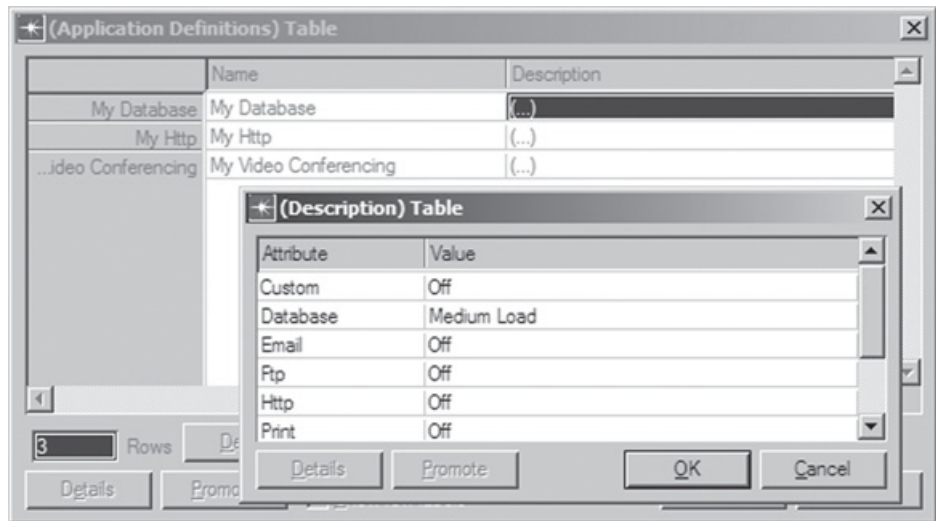 (Application Definitions) Table
Name Description
My Database My Database (...)
My Http My Http (...)
...ideo Conferencing My Video Conferencing (...)
(Description) Table
Attribute Value
Custom Off
Database Medium Load
Email Off
Ftp Off
Http Off
Print Off
3 Rows De
Details Promote OK Cancel
Details Promo